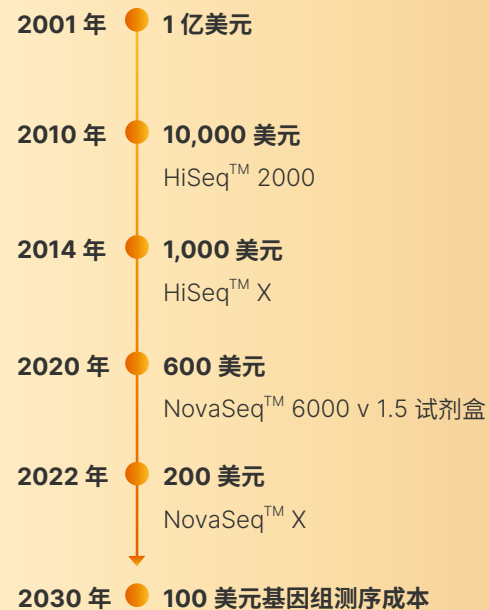 2001 年 1 亿美元
2010 年 10,000 美元
HiSeq™ 2000
2014 年 1,000 美元
HiSeq™ X
2020 年 600 美元
NovaSeq™ 6000 v 1.5 试剂盒
2022 年 200 美元
NovaSeq™ X
2030 年 100 美元基因组测序成本